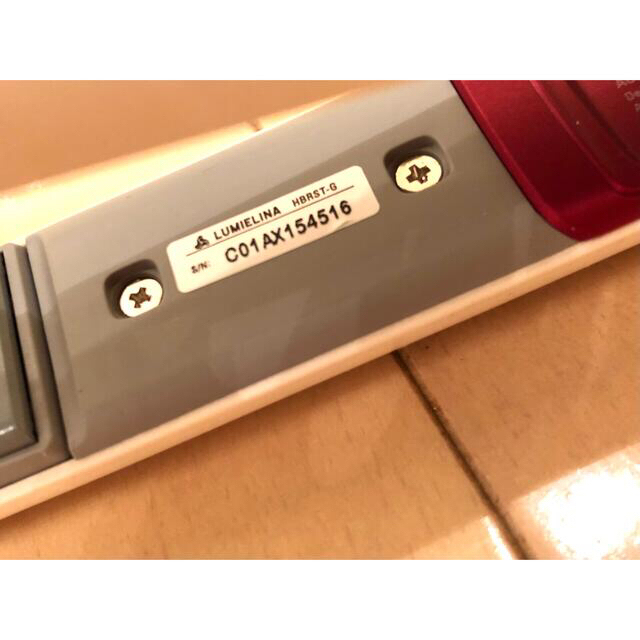 LUMIELINA HBRST-G
S/N: C01AX154516